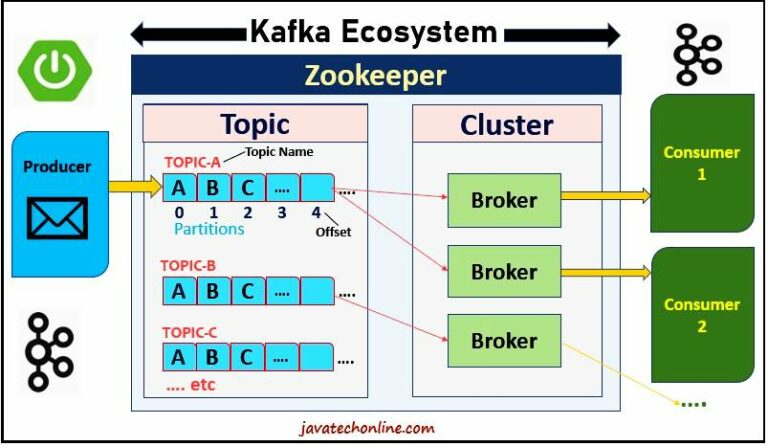 Kafka Ecosystem
Zookeeper
Topic
Cluster
Producer
TOPIC-A
Topic Name
A B C .... ....
0 1 2 3 4
Partitions
Offset
TOPIC-B
A B C .... ....
TOPIC-C
A B C .... ....
.... etc
Broker
Broker
Broker
Consumer
1
Consumer
2
....
javatechonline.com